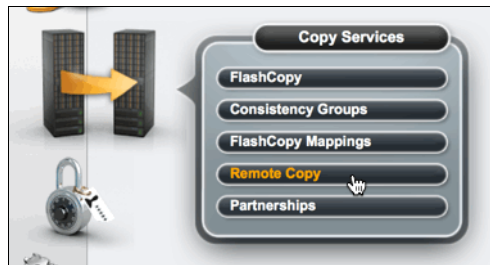 Copy Services
FlashCopy
Consistency Groups
FlashCopy Mappings
Remote Copy
Partnerships